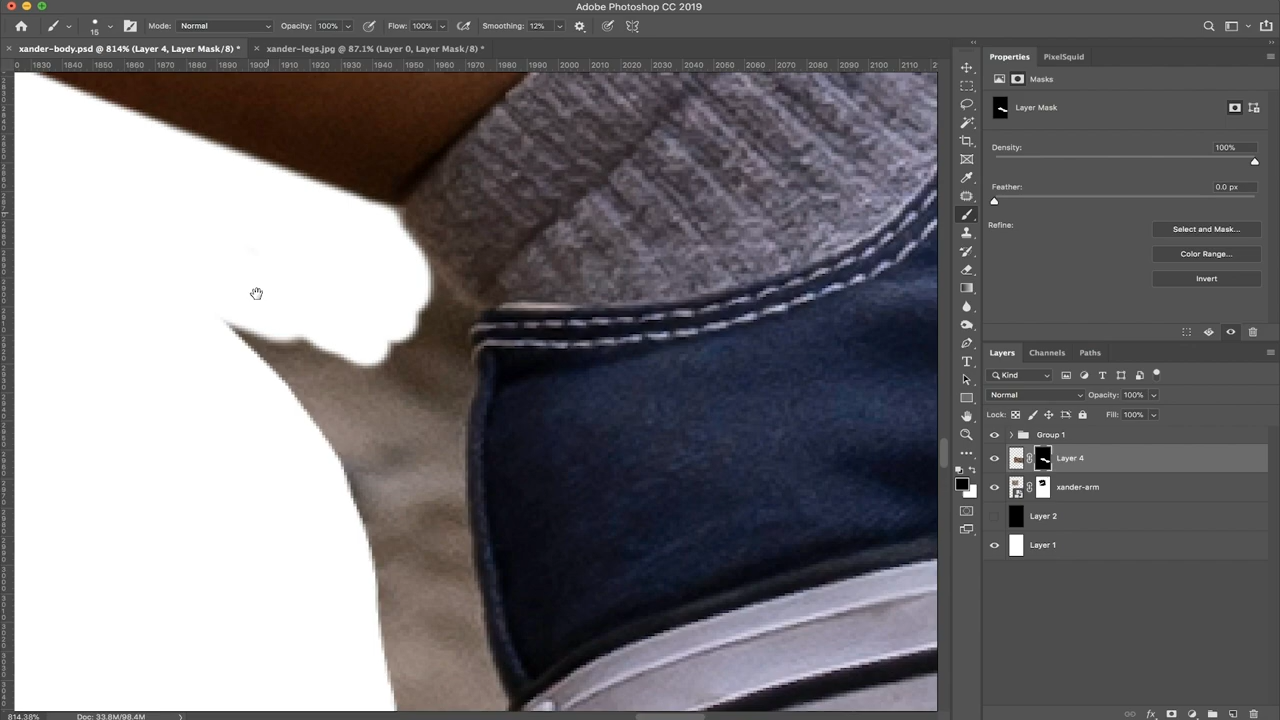 Adobe Photoshop CC 2019
15 Mode: Normal Opacity: 100% Flow: 100% Smoothing: 12%
xander-body.psd @ 814% (Layer 4, Layer Mask/8) * xander-legs.jpg @ 87.1% (Layer 0, Layer Mask/8) *
1830 1840 1850 1860 1870 1880 1890 1900 1910 1920 1930 1940 1950 1960 1970 1980 1990 2000 2010 2020 2030 2040 2050 2060 2070 2080 2090 2100 2110
Properties PixelSquid
Masks
Layer Mask
Density: 100%
Feather: 0.0 px
Refine: Select and Mask...
Color Range...
Invert
Layers Channels Paths
Kind
Normal Opacity: 100%
Lock: Fill: 100%
Group 1
Layer 4
xander-arm
Layer 2
Layer 1
814.38% Doc: 33.8M/98.4M